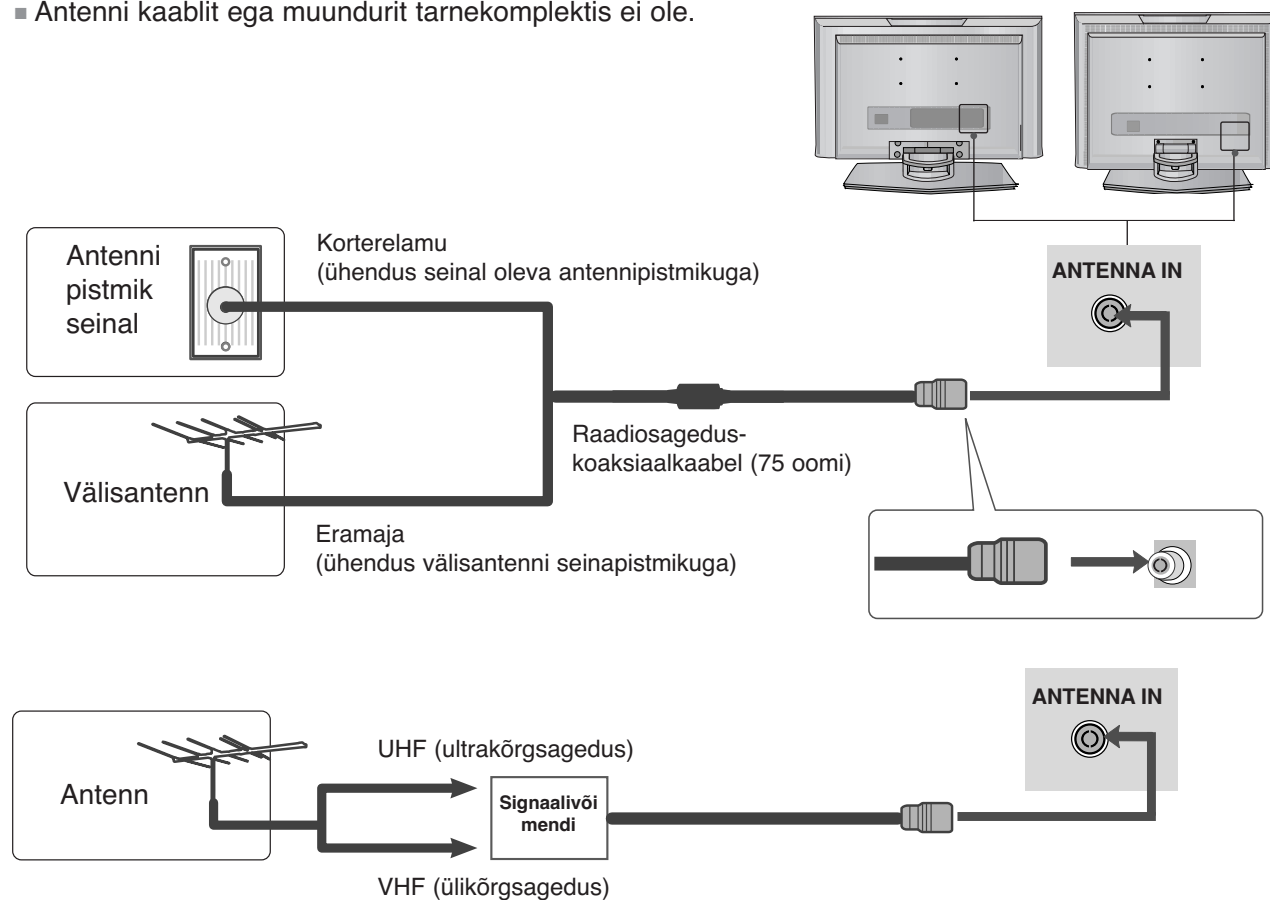 Antenni kaablit ega muundurit tarnekomplektis ei ole.
Antenni
pistmik
seinal
Korterelamu
(ühendus seinal oleva antennipistmikuga)
ANTENNA IN
Raadiosagedus-
koaksiaalkaabel (75 oomi)
Välisantenn
Eramaja
(ühendus välisantenni seinapistmikuga)
ANTENNA IN
Antenn
UHF (ultrakõrgsagedus)
Signaalivõi
mendi
VHF (ülikõrgsagedus)